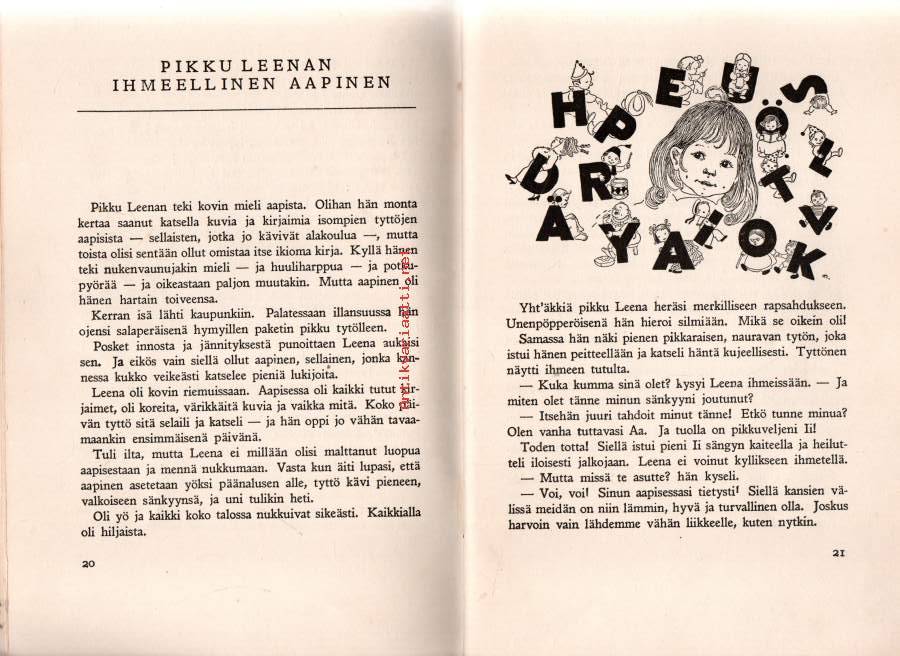 PIKKU LEENAN
IHMEELLINEN AAPINEN
Pikku Leenan teki kovin mieli aapista. Olihan hän monta
kertaa saanut katsella kuvia ja kirjaimia isompien tyttöjen
aapisista — sellaisten, jotka jo kävivät alakoulua —, mutta
toista olisi sentään ollut omistaa itse ikioma kirja. Kyllä hänen
teki nukenvaunujakin mieli — ja huuliharppua — ja potku-
pyörää — ja oikeastaan paljon muutakin. Mutta aapinen oli
hänen hartain toiveensa.
Kerran isä lähti kaupunkiin. Palatessaan illansuussa hän
ojensi salaperäisenä hymyillen paketin pikku tytölleen.
Posket innosta ja jännityksestä punoittaen Leena aukaisi
sen. Ja eikös vain siellä ollut aapinen, sellainen, jonka kan-
nessa kukko veikeästi katselee pieniä lukijoita.
Leena oli kovin riemuissaan. Aapisessa oli kaikki tutut kir-
jaimet, oli koreita, värikkäitä kuvia ja vaikka mitä. Koko päi-
vän tyttö sitä selaili ja katseli — ja hän oppi jo vähän tavaa-
maankin ensimmäisenä päivänä.
Tuli ilta, mutta Leena ei millään olisi malttanut luopua
aapisestaan ja mennä nukkumaan. Vasta kun äiti lupasi, että
aapinen asetetaan yöksi päänalusen alle, tyttö kävi pieneen,
valkoiseen sänkyynsä, ja uni tulikin heti.
Oli yö ja kaikki koko talossa nukkuivat sikeästi. Kaikkialla
oli hiljaista.
20
antikvariaatti.net
H P E U Ö S
D R T L
Ä Y A I O K V
Yht'äkkiä pikku Leena heräsi merkilliseen rapsahdukseen.
Unenpöpperöisenä hän hieroi silmiään. Mikä se oikein oli!
Samassa hän näki pienen pikkaraisen, nauravan tytön, joka
istui hänen peitteellään ja katseli häntä kujeellisesti. Tyttönen
näytti ihmeen tutulta.
— Kuka kumma sinä olet? kysyi Leena ihmeissään. — Ja
miten olet tänne minun sänkyyni joutunut?
— Itsehän juuri tahdoit minut tänne! Etkö tunne minua?
Olen vanha tuttavasi Aa. Ja tuolla on pikkuveljeni Ii!
Toden totta! Siellä istui pieni Ii sängyn kaiteella ja heilut-
teli iloisesti jalkojaan. Leena ei voinut kyllikseen ihmetellä.
— Mutta missä te asutte? hän kyseli.
— Voi, voi! Sinun aapisessasi tietysti! Siellä kansien vä-
lissä meidän on niin lämmin, hyvä ja turvallinen olla. Joskus
harvoin vain lähdemme vähän liikkeelle, kuten nytkin.
21